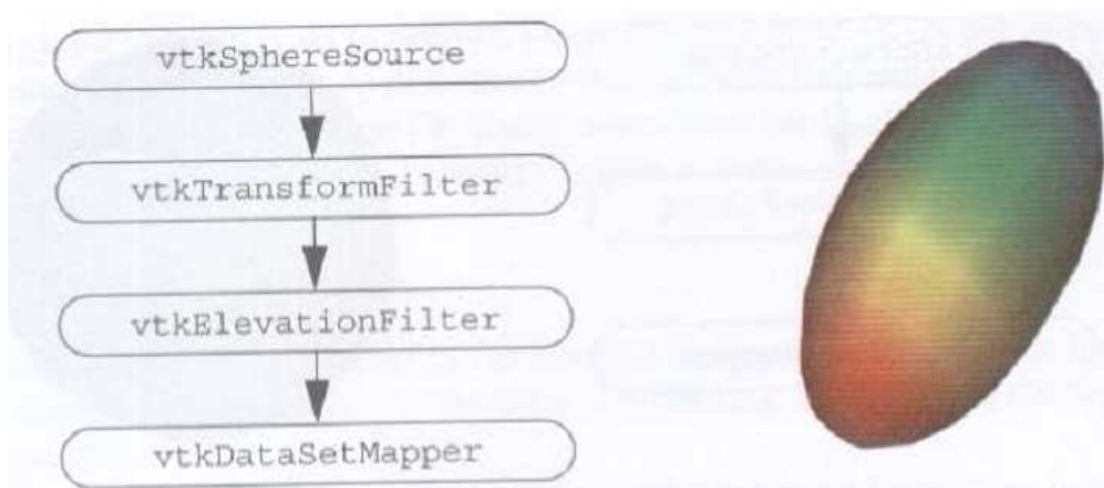 vtkSphereSource
vtkTransformFilter
vtkElevationFilter
vtkDataSetMapper